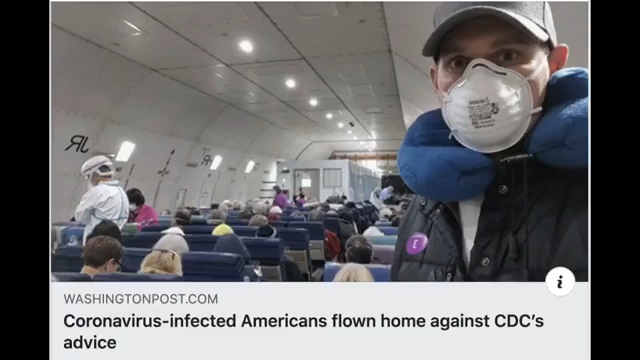 E
i
WASHINGTONPOST.COM
Coronavirus-infected Americans flown home against CDC's
advice